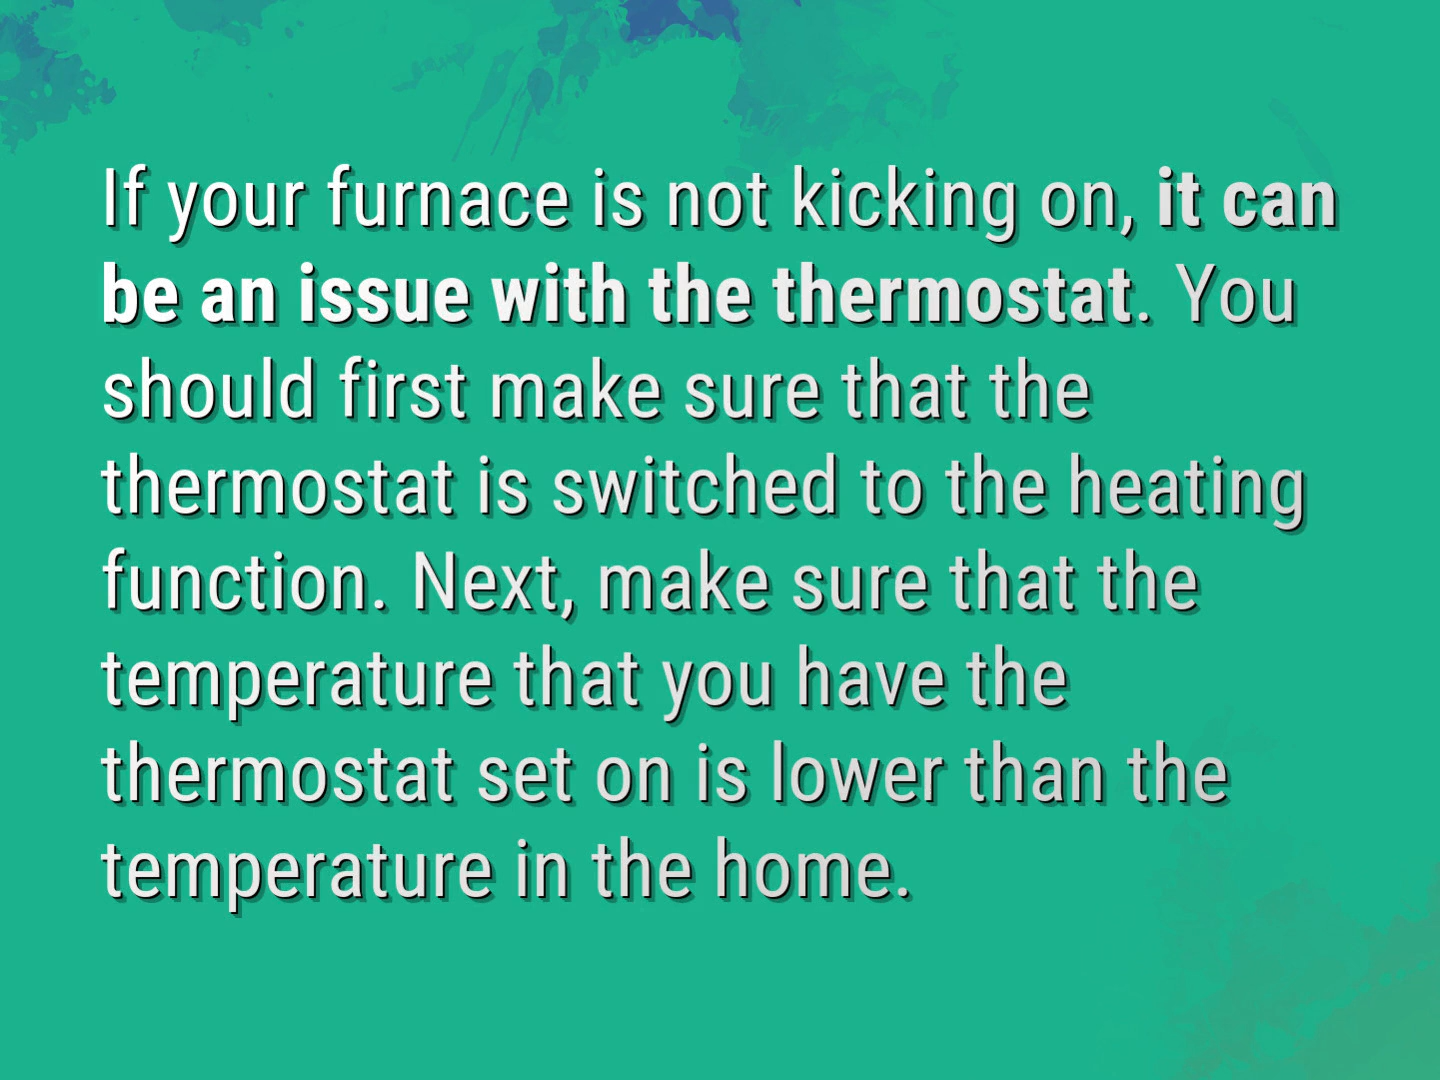 If your furnace is not kicking on, it can
be an issue with the thermostat. You
should first make sure that the
thermostat is switched to the heating
function. Next, make sure that the
temperature that you have the
thermostat set on is lower than the
temperature in the home.